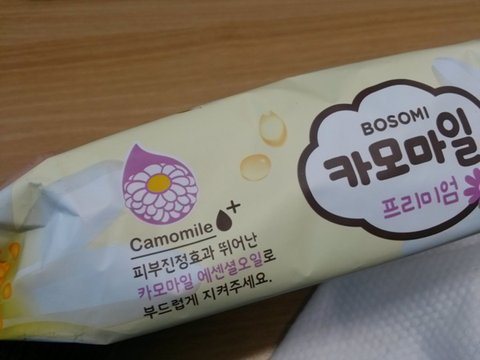 BOSOMI
카모마일
프리미엄
Camomile +
피부진정효과 뛰어난
카모마일 에센셜오일로
부드럽게 지켜주세요.